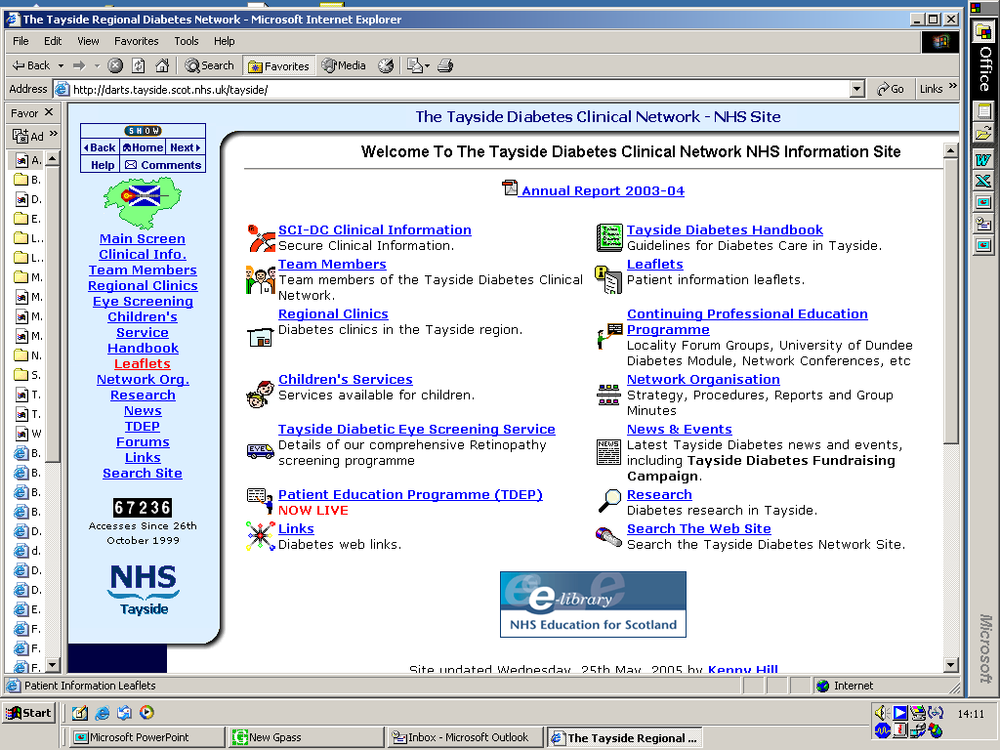 The Tayside Regional Diabetes Network - Microsoft Internet Explorer
File Edit View Favorites Tools Help
Back Search Favorites Media
Address http://darts.tayside.scot.nhs.uk/tayside/ Go Links »
Favor
Ad »
A.
B.
D.
E.
L..
L..
M.
M.
M.
M.
N.
S.
T.
T.
W
B.
B.
B.
B.
D.
d.
D.
D.
E.
F.
F.
F.
SHOW
Back Home Next
Help Comments
Main Screen
Clinical Info.
Team Members
Regional Clinics
Eye Screening
Children's
Service
Handbook
Leaflets
Network Org.
Research
News
TDEP
Forums
Links
Search Site
67236
Accesses Since 26th
October 1999
NHS
Tayside
The Tayside Diabetes Clinical Network - NHS Site
Welcome To The Tayside Diabetes Clinical Network NHS Information Site
Annual Report 2003-04
SCI-DC Clinical Information
Secure Clinical Information.
Tayside Diabetes Handbook
Guidelines for Diabetes Care in Tayside.
Team Members
Team members of the Tayside Diabetes Clinical
Network.
Leaflets
Patient information leaflets.
Regional Clinics
Diabetes clinics in the Tayside region.
Continuing Professional Education
Programme
Locality Forum Groups, University of Dundee
Diabetes Module, Network Conferences, etc
Children's Services
Services available for children.
Network Organisation
Strategy, Procedures, Reports and Group
Minutes
EVE
Tayside Diabetic Eye Screening Service
Details of our comprehensive Retinopathy
screening programme
NEWS
News & Events
Latest Tayside Diabetes news and events,
including Tayside Diabetes Fundraising
Campaign.
Patient Education Programme (TDEP)
NOW LIVE
Research
Diabetes research in Tayside.
Links
Diabetes web links.
Search The Web Site
Search the Tayside Diabetes Network Site.
e-library
NHS Education for Scotland
Site updated Wednesday, 25th May, 2005 by Kenny Hill
Patient Information Leaflets Internet
Office
Microsoft
Start 14:11
Microsoft PowerPoint New Gpass Inbox - Microsoft Outlook The Tayside Regional ...